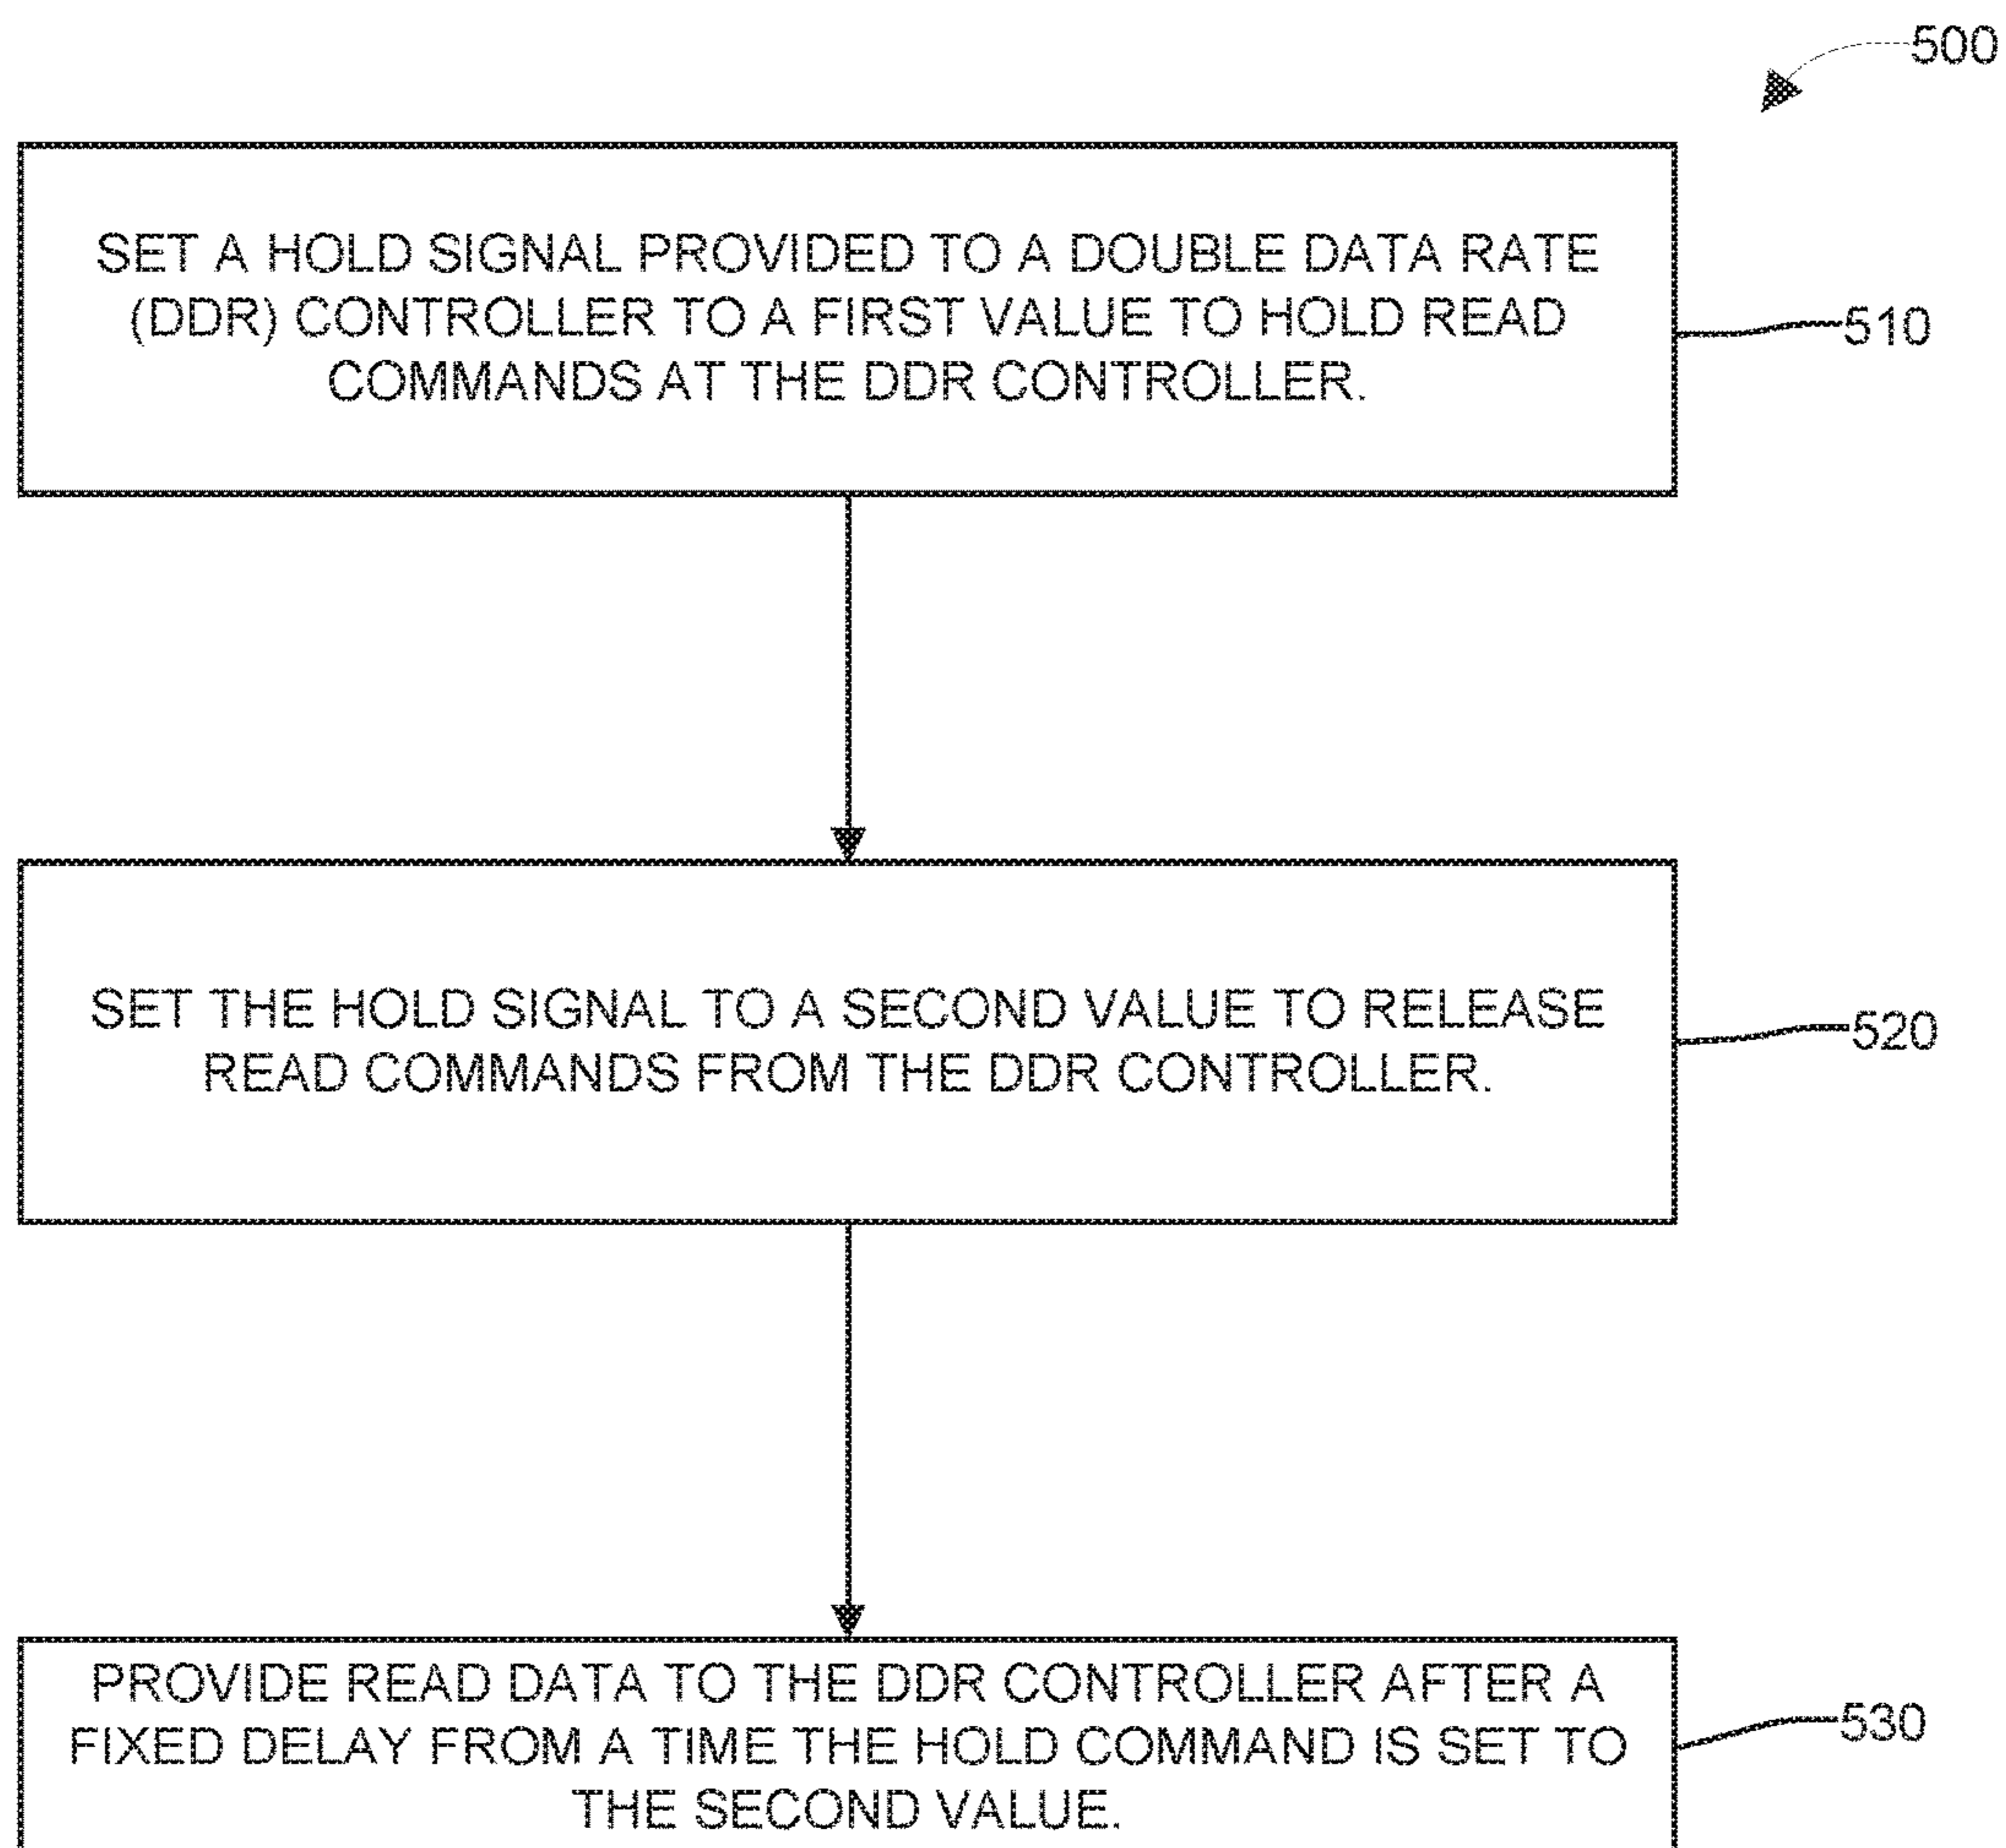 500
SET A HOLD SIGNAL PROVIDED TO A DOUBLE DATA RATE
(DDR) CONTROLLER TO A FIRST VALUE TO HOLD READ
COMMANDS AT THE DDR CONTROLLER.
510
SET THE HOLD SIGNAL TO A SECOND VALUE TO RELEASE
READ COMMANDS FROM THE DDR CONTROLLER.
520
PROVIDE READ DATA TO THE DDR CONTROLLER AFTER A
FIXED DELAY FROM A TIME THE HOLD COMMAND IS SET TO
THE SECOND VALUE.
530